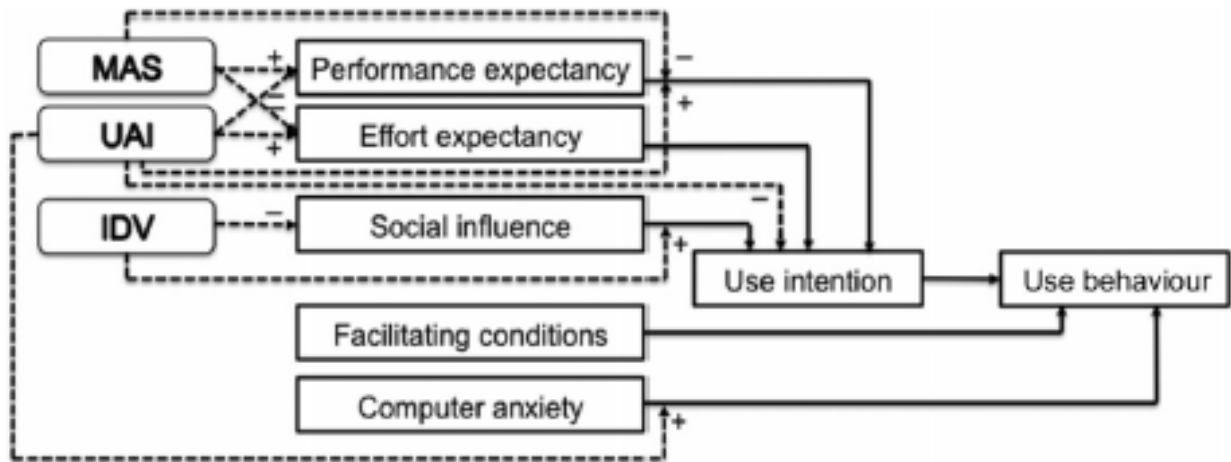 MAS
+
Performance expectancy
−
−
−
+
UAI
+
Effort expectancy
−
IDV
−
Social influence
+
Use intention
Use behaviour
Facilitating conditions
Computer anxiety
+